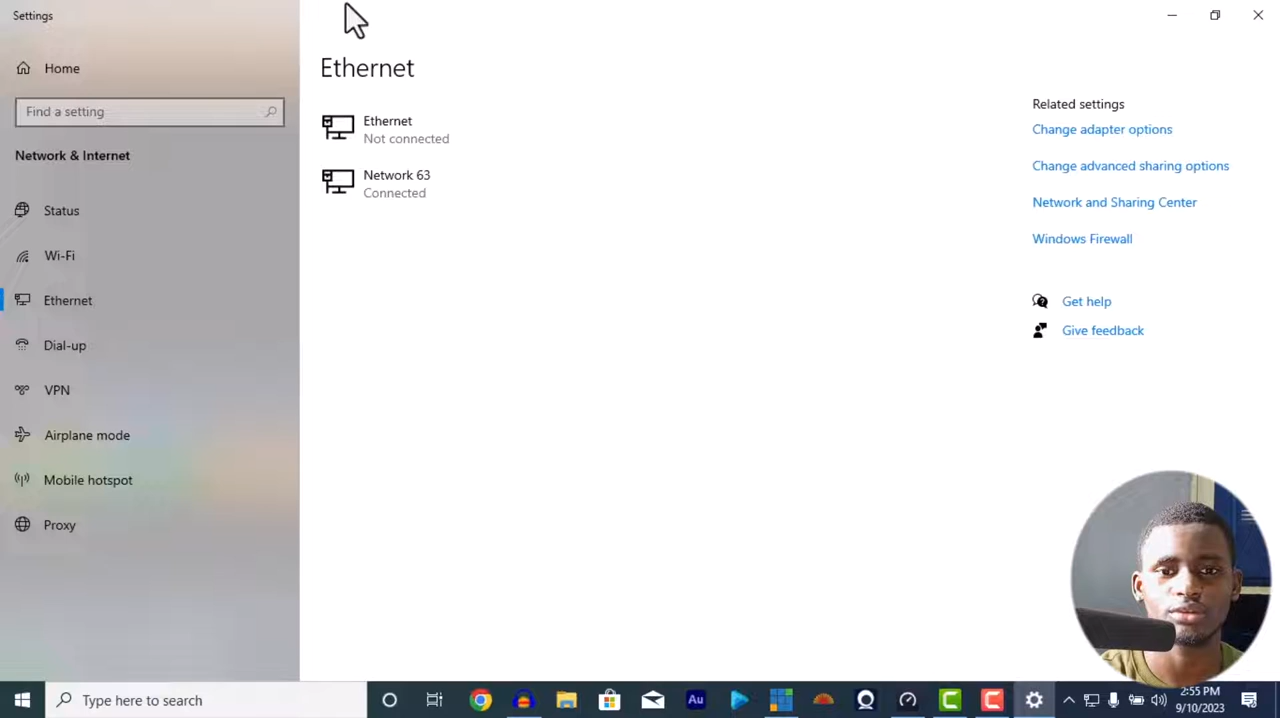 Settings
Home
Find a setting
Network & Internet
Status
Wi-Fi
Ethernet
Dial-up
VPN
Airplane mode
Mobile hotspot
Proxy
Ethernet
Ethernet
Not connected
Network 63
Connected
Related settings
Change adapter options
Change advanced sharing options
Network and Sharing Center
Windows Firewall
Get help
Give feedback
Type here to search
Au
2:55 PM
9/10/2023